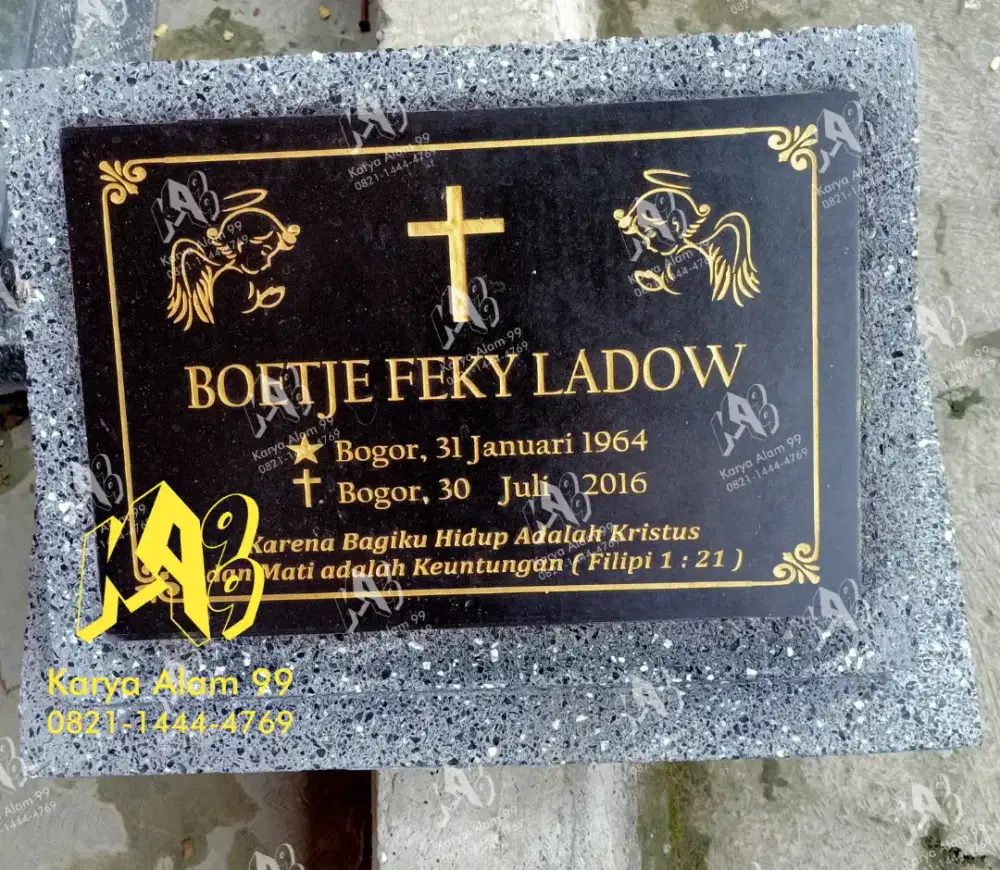 BOETJE FEKY LADOW
Bogor, 31 Januari 1964
Bogor, 30 Juli 2016
Karena Bagiku Hidup Adalah Kristus
dan Mati adalah Keuntungan ( Filipi 1 : 21 )
KA99
Karya Alam 99
0821-1444-4769